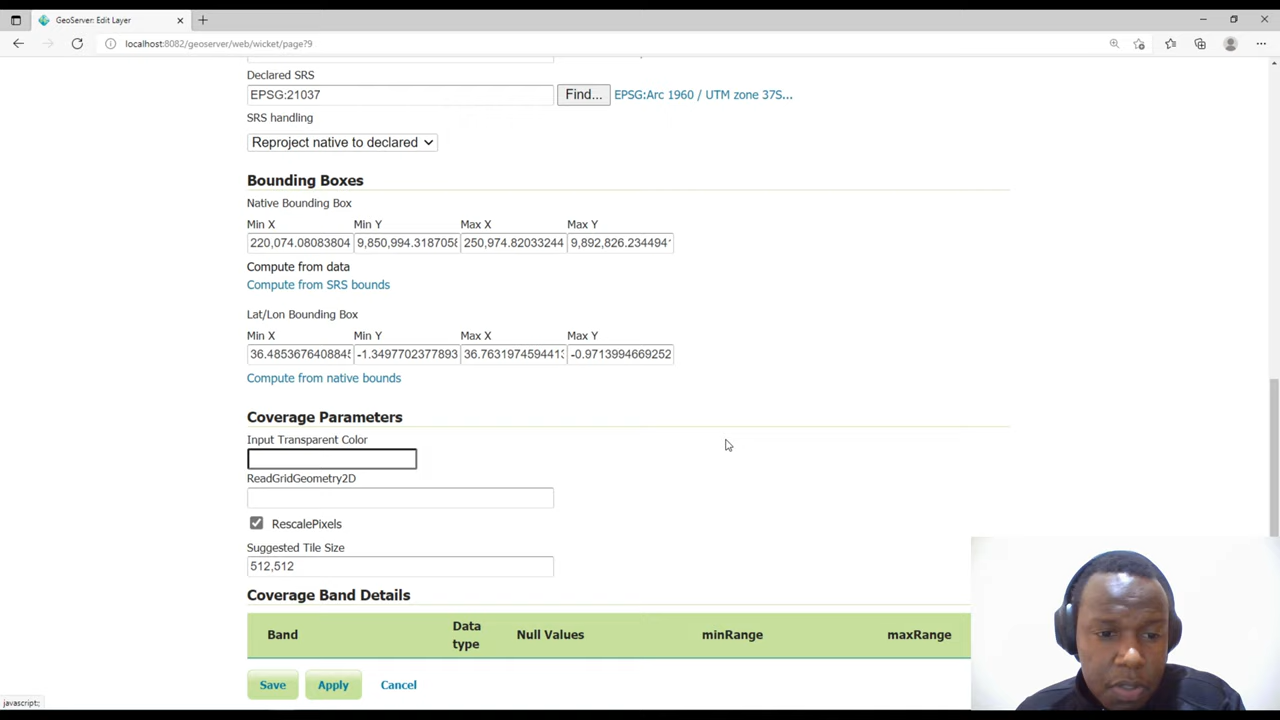 GeoServer: Edit Layer
localhost:8082/geoserver/web/wicket/page?9
Declared SRS
EPSG:21037 Find... EPSG:Arc 1960 / UTM zone 37S...
SRS handling
Reproject native to declared
Bounding Boxes
Native Bounding Box
Min X Min Y Max X Max Y
220,074.08083804 9,850,994.3187058 250,974.82033244 9,892,826.2344941
Compute from data
Compute from SRS bounds
Lat/Lon Bounding Box
Min X Min Y Max X Max Y
36.4853676408845 -1.3497702377893 36.7631974594413 -0.9713994669252
Compute from native bounds
Coverage Parameters
Input Transparent Color
ReadGridGeometry2D
RescalePixels
Suggested Tile Size
512,512
Coverage Band Details
Band Data type Null Values minRange maxRange
Save Apply Cancel
javascript:;